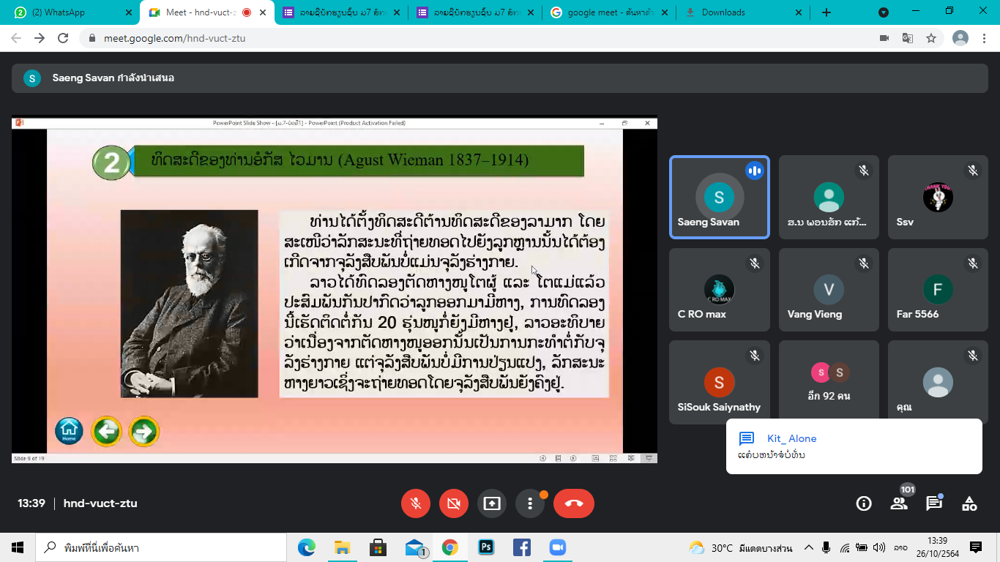 (2) WhatsApp
Meet - hnd-vuct-z
ລາຍຊື່ນັກຮຽນຊັ້ນ ມ7 ສົກ
ລາຍຊື່ນັກຮຽນຊັ້ນ ມ7 ສົກ
google meet - ค้นหาด้ว
Downloads
meet.google.com/hnd-vuct-ztu
S
Saeng Savan กำลังนำเสนอ
PowerPoint Slide Show - [ມ.7-ບົດທີ1] - PowerPoint (Product Activation Failed)
2
ທິດສະດີຂອງທ່ານອໍກັສ ໄວມານ (Agust Wieman 1837–1914)
ທ່ານໄດ້ຕັ້ງທິດສະດີຕ້ານທິດສະດີຂອງລາມາກ ໂດຍ
ສະເໜີວ່າລັກສະນະທີ່ຖ່າຍທອດໄປຍັງລູກຫຼານນັ້ນໄດ້ຕ້ອງ
ເກີດຈາກຈຸລັງສືບພັນບໍ່ແມ່ນຈຸລັງຮ່າງກາຍ.
ລາວໄດ້ທົດລອງຕັດຫາງໜູໂຕຜູ້ ແລະ ໂຕແມ່ແລ້ວ
ປະສົມພັນກັນປາກົດວ່າລູກອອກມາມີຫາງ, ການທົດລອງ
ນີ້ເຮັດຕິດຕໍ່ກັນ 20 ຮຸ່ນໜູກໍ່ຍັງມີຫາງຢູ່, ລາວອະທິບາຍ
ວ່າເນື່ອງຈາກຕັດຫາງໜູອອກນັ້ນເປັນການກະທຳຕໍ່ກັບຈຸ
ລັງຮ່າງກາຍ ແຕ່ຈຸລັງສືບພັນບໍ່ມີການປ່ຽນແປງ, ລັກສະນະ
ຫາງຍາວເຊິ່ງຈະຖ່າຍທອດໂດຍຈຸລັງສືບພັນຍັງຄົງຢູ່.
Home
Slide 9 of 19
S
Saeng Savan
ສ.ນ ພອນສັກ ແກ້...
THANK YOU
Ssv
C RO MAX
C RO max
V
Vang Vieng
F
Far 5566
S
SiSouk Saiynathy
S S
อีก 92 คน
คุณ
Kit_ Alone
ແຄ໋ບຫນ້າຈໍບໍ່ທັ່ນ
13:39 | hnd-vuct-ztu
101
พิมพ์ที่นี่เพื่อค้นหา
1
Ps
30°C มีแดดบางส่วน
ລາວ
13:39
26/10/2564